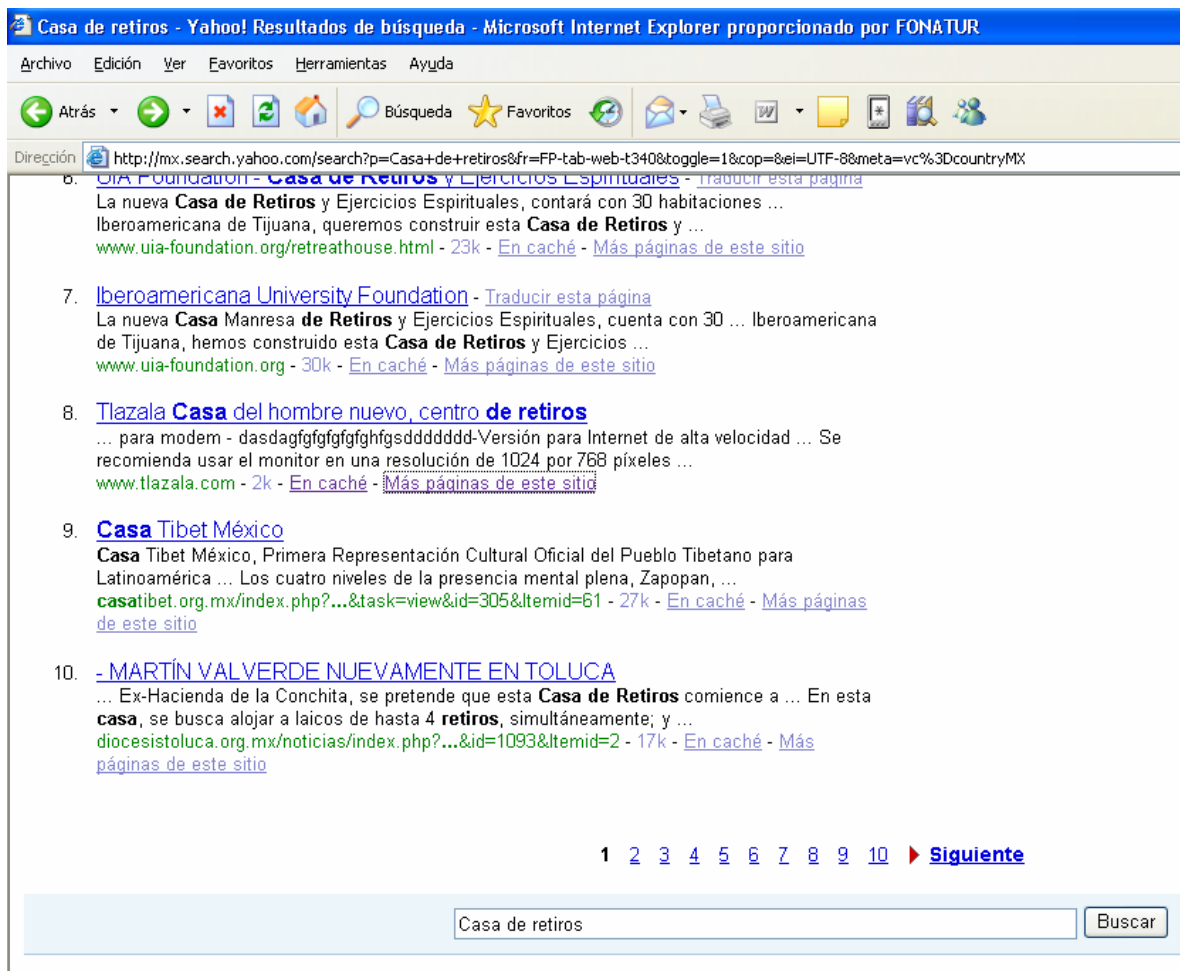 Casa de retiros - Yahoo! Resultados de búsqueda - Microsoft Internet Explorer proporcionado por FONATUR
Archivo Edición Ver Favoritos Herramientas Ayuda
Atrás Búsqueda Favoritos
Dirección http://mx.search.yahoo.com/search?p=Casa+de+retiros&fr=FP-tab-web-t340&toggle=1&cop=&ei=UTF-8&meta=vc%3DcountryMX
6. UIA Foundation - Casa de Retiros y Ejercicios Espirituales - Traducir esta página
La nueva Casa de Retiros y Ejercicios Espirituales, contará con 30 habitaciones ...
Iberoamericana de Tijuana, queremos construir esta Casa de Retiros y ...
www.uia-foundation.org/retreathouse.html - 23k - En caché - Más páginas de este sitio
7. Iberoamericana University Foundation - Traducir esta página
La nueva Casa Manresa de Retiros y Ejercicios Espirituales, cuenta con 30 ... Iberoamericana
de Tijuana, hemos construido esta Casa de Retiros y Ejercicios ...
www.uia-foundation.org - 30k - En caché - Más páginas de este sitio
8. Tlazala Casa del hombre nuevo, centro de retiros
... para modem - dasdagfgfgfgfgfghfgsddddddd-Versión para Internet de alta velocidad ... Se
recomienda usar el monitor en una resolución de 1024 por 768 píxeles ...
www.tlazala.com - 2k - En caché - Más páginas de este sitio
9. Casa Tibet México
Casa Tibet México, Primera Representación Cultural Oficial del Pueblo Tibetano para
Latinoamérica ... Los cuatro niveles de la presencia mental plena, Zapopan, ...
casatibet.org.mx/index.php?...&task=view&id=305&Itemid=61 - 27k - En caché - Más páginas
de este sitio
10. - MARTÍN VALVERDE NUEVAMENTE EN TOLUCA
... Ex-Hacienda de la Conchita, se pretende que esta Casa de Retiros comience a ... En esta
casa, se busca alojar a laicos de hasta 4 retiros, simultáneamente; y ...
diocesistoluca.org.mx/noticias/index.php?...&id=1093&Itemid=2 - 17k - En caché - Más
páginas de este sitio
1 2 3 4 5 6 7 8 9 10 Siguiente
Casa de retiros Buscar